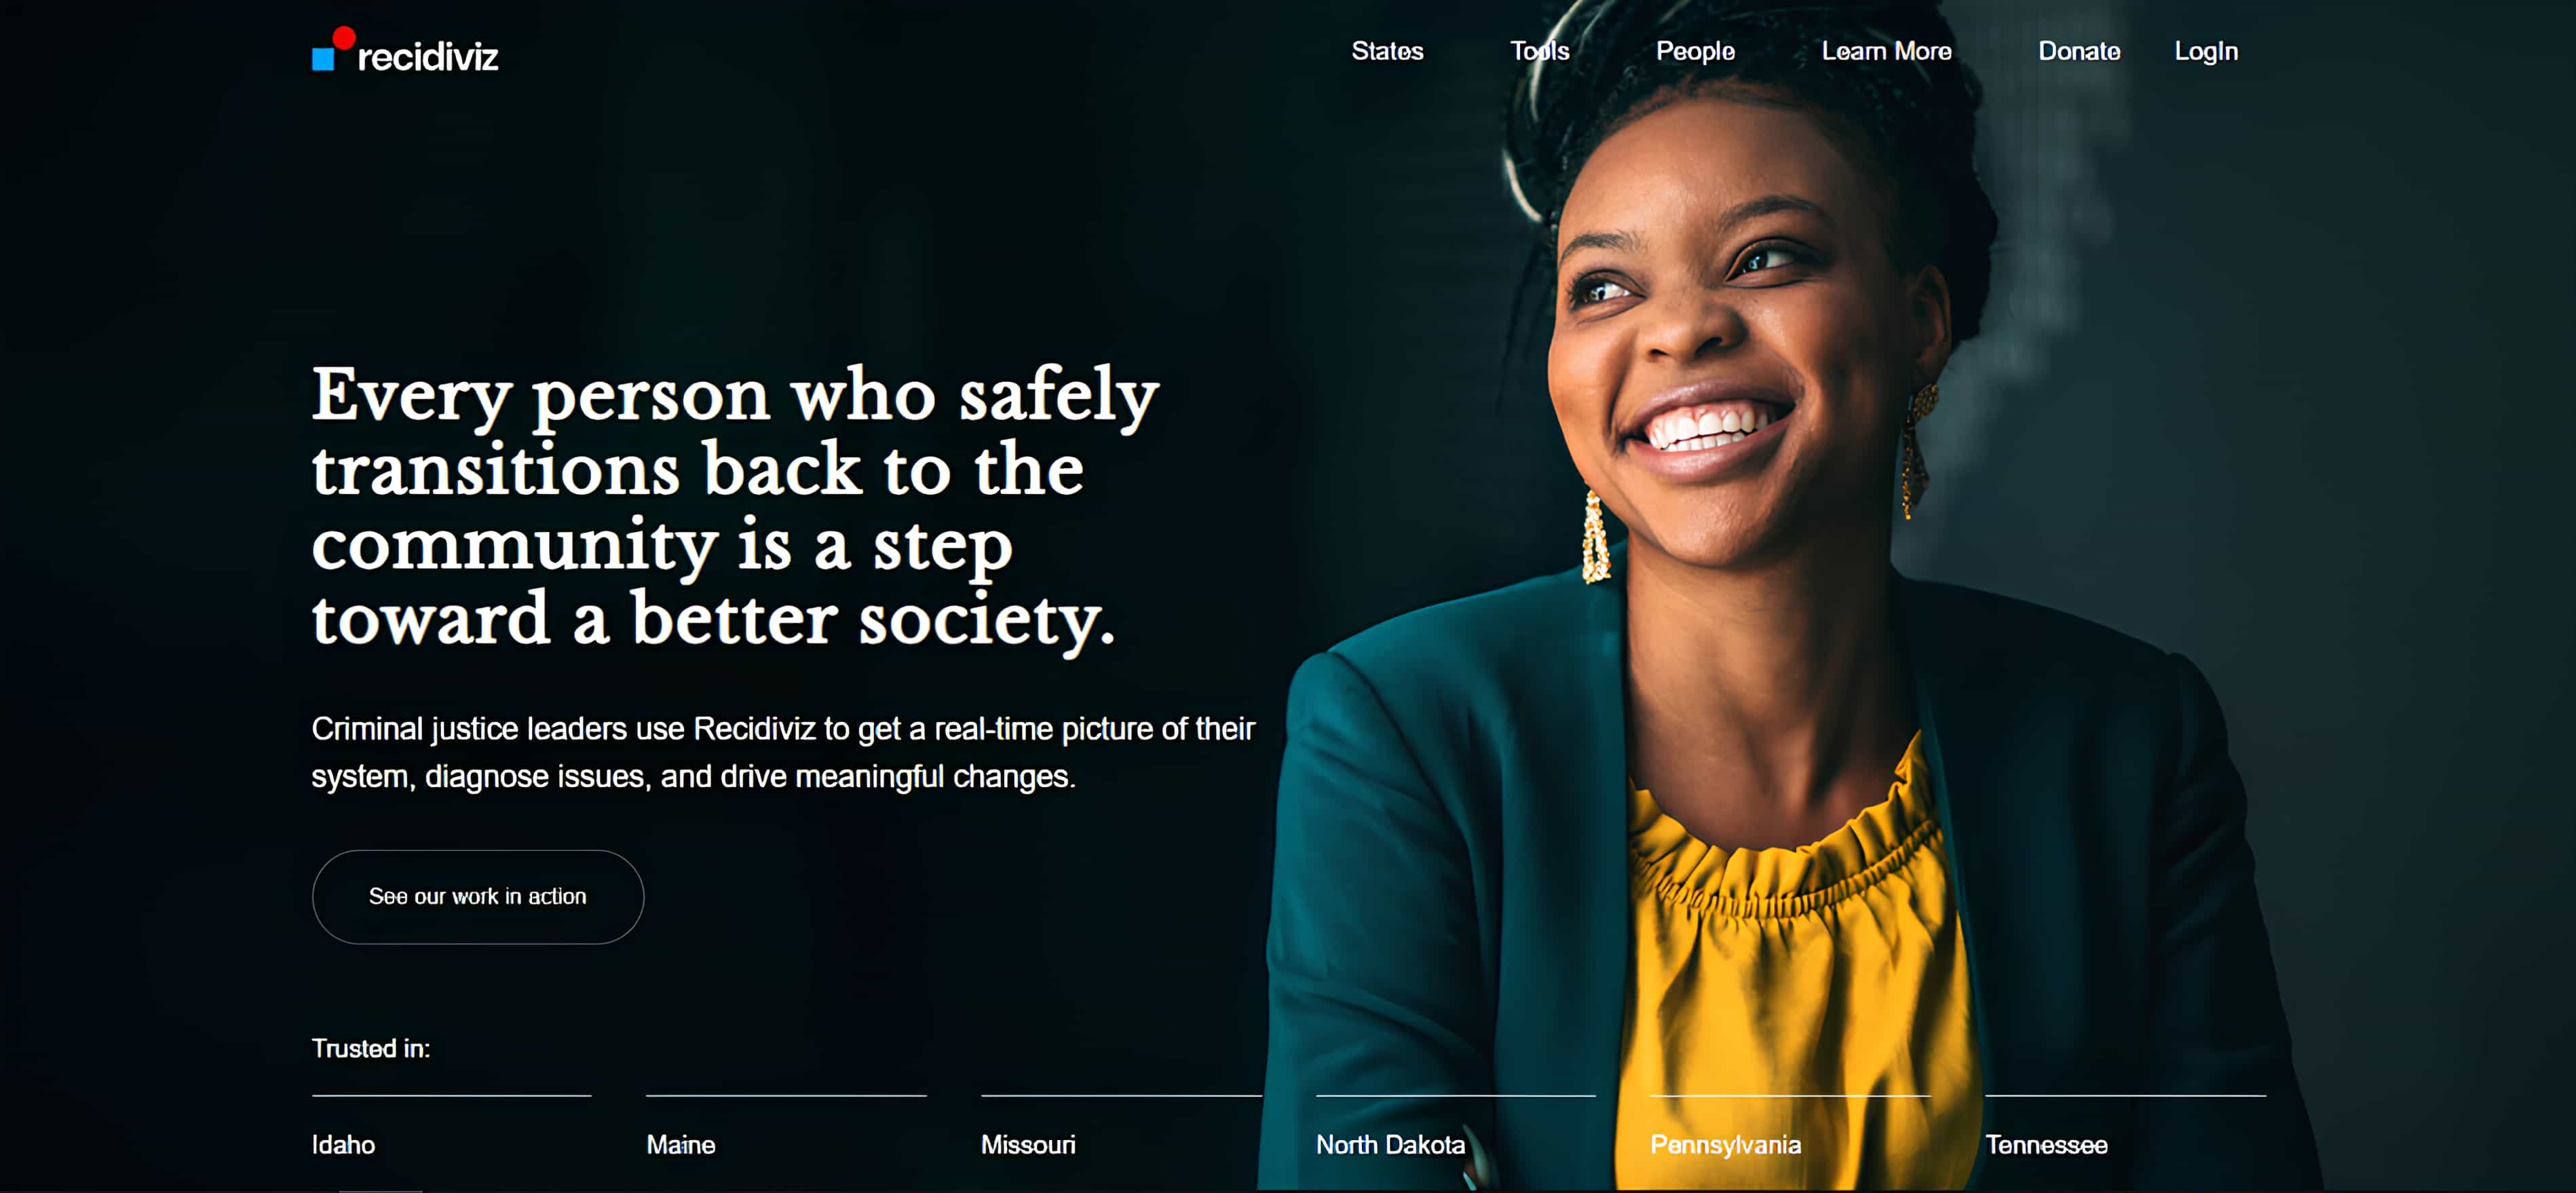 recidiviz
States Tools People Learn More Donate LogIn
Every person who safely
transitions back to the
community is a step
toward a better society.
Criminal justice leaders use Recidiviz to get a real-time picture of their
system, diagnose issues, and drive meaningful changes.
See our work in action
Trusted in:
Idaho Maine Missouri North Dakota Pennsylvania Tennessee